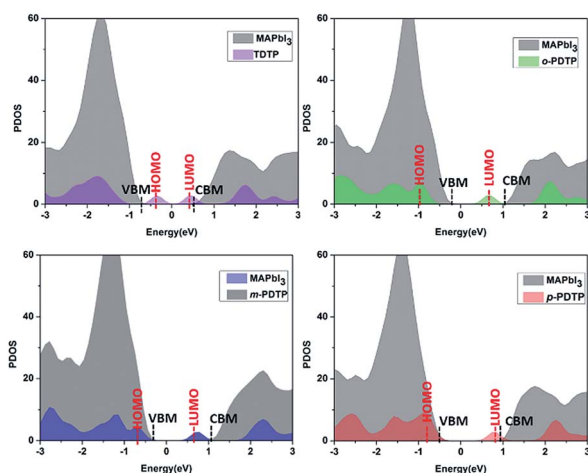 60
40
20
0
PDOS
MAPbI3
TDTP
VBM
HOMO
LUMO
CBM
-3 -2 -1 0 1 2 3
Energy(eV)
60
40
20
0
PDOS
MAPbI3
o-PDTP
HOMO
VBM
LUMO
CBM
-3 -2 -1 0 1 2 3
Energy(eV)
60
40
20
0
PDOS
MAPbI3
m-PDTP
HOMO
VBM
LUMO
CBM
-3 -2 -1 0 1 2 3
Energy(eV)
60
40
20
0
PDOS
MAPbI3
p-PDTP
HOMO
VBM
LUMO
CBM
-3 -2 -1 0 1 2 3
Energy(eV)